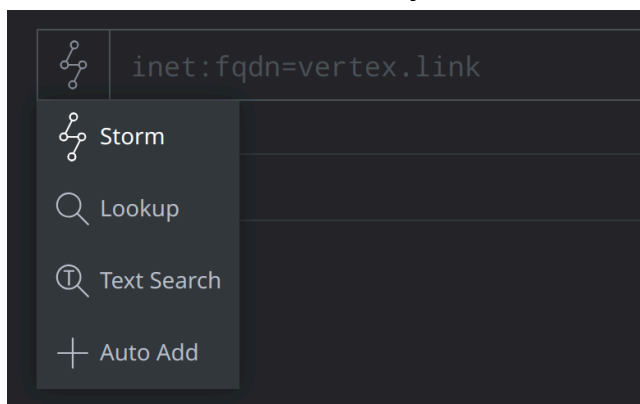 inet:fqdn=vertex.link
Storm
Lookup
Text Search
Auto Add